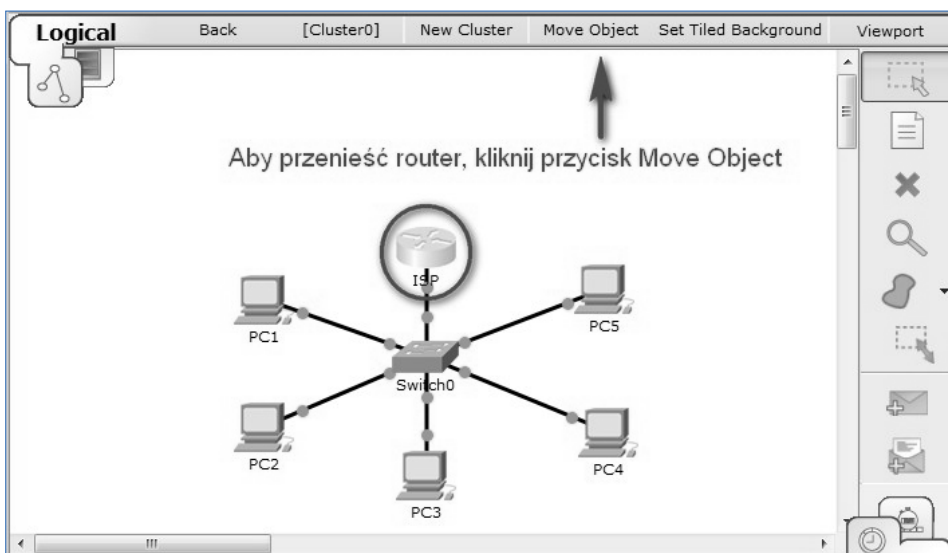 Logical Back [Cluster0] New Cluster Move Object Set Tiled Background Viewport
Aby przenieść router, kliknij przycisk Move Object
ISP
PC1
PC5
Switch0
PC2
PC4
PC3